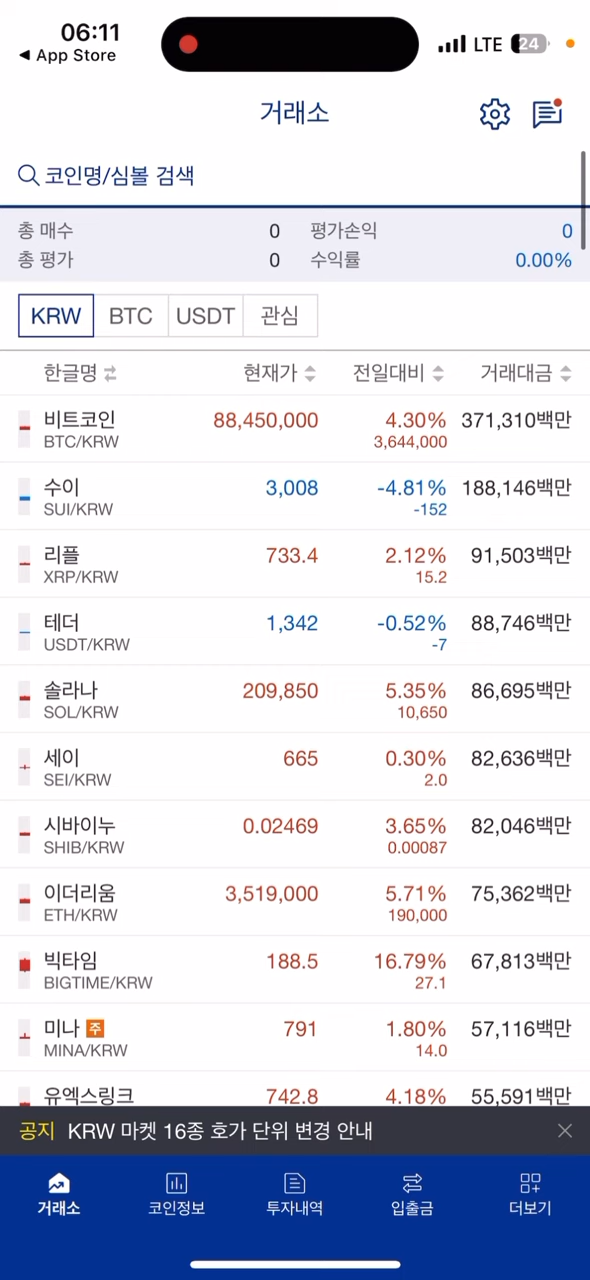 06:11
LTE 24
◀ App Store
거래소
코인명/심볼 검색
총 매수 0 평가손익 0
총 평가 0 수익률 0.00%
KRW BTC USDT 관심
한글명 현재가 전일대비 거래대금
비트코인 88,450,000 4.30% 371,310백만
BTC/KRW 3,644,000
수이 3,008 -4.81% 188,146백만
SUI/KRW -152
리플 733.4 2.12% 91,503백만
XRP/KRW 15.2
테더 1,342 -0.52% 88,746백만
USDT/KRW -7
솔라나 209,850 5.35% 86,695백만
SOL/KRW 10,650
세이 665 0.30% 82,636백만
SEI/KRW 2.0
시바이누 0.02469 3.65% 82,046백만
SHIB/KRW 0.00087
이더리움 3,519,000 5.71% 75,362백만
ETH/KRW 190,000
빅타임 188.5 16.79% 67,813백만
BIGTIME/KRW 27.1
미나 주 791 1.80% 57,116백만
MINA/KRW 14.0
유엑스링크 742.8 4.18% 55,591백만
공지 KRW 마켓 16종 호가 단위 변경 안내
거래소 코인정보 투자내역 입출금 더보기